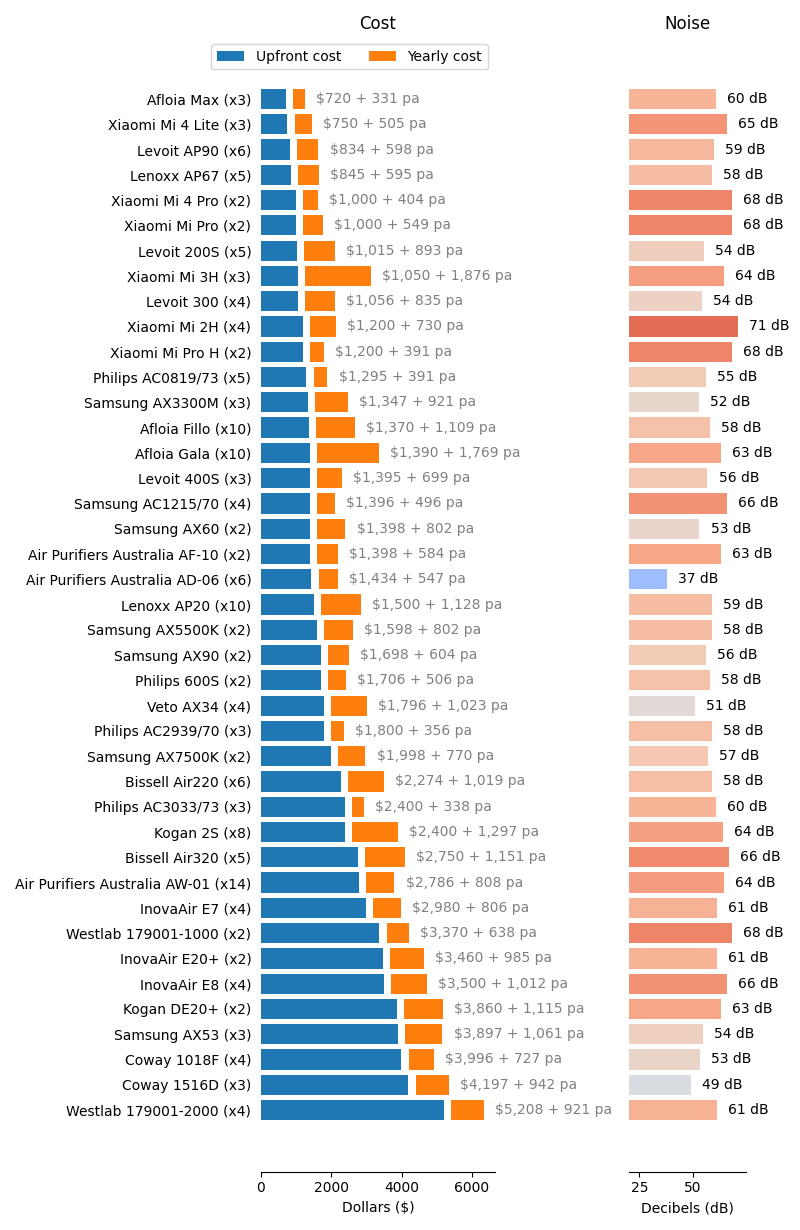 Cost Noise
Upfront cost Yearly cost
Afloia Max (x3) $720 + 331 pa 60 dB
Xiaomi Mi 4 Lite (x3) $750 + 505 pa 65 dB
Levoit AP90 (x6) $834 + 598 pa 59 dB
Lenoxx AP67 (x5) $845 + 595 pa 58 dB
Xiaomi Mi 4 Pro (x2) $1,000 + 404 pa 68 dB
Xiaomi Mi Pro (x2) $1,000 + 549 pa 68 dB
Levoit 200S (x5) $1,015 + 893 pa 54 dB
Xiaomi Mi 3H (x3) $1,050 + 1,876 pa 64 dB
Levoit 300 (x4) $1,056 + 835 pa 54 dB
Xiaomi Mi 2H (x4) $1,200 + 730 pa 71 dB
Xiaomi Mi Pro H (x2) $1,200 + 391 pa 68 dB
Philips AC0819/73 (x5) $1,295 + 391 pa 55 dB
Samsung AX3300M (x3) $1,347 + 921 pa 52 dB
Afloia Fillo (x10) $1,370 + 1,109 pa 58 dB
Afloia Gala (x10) $1,390 + 1,769 pa 63 dB
Levoit 400S (x3) $1,395 + 699 pa 56 dB
Samsung AC1215/70 (x4) $1,396 + 496 pa 66 dB
Samsung AX60 (x2) $1,398 + 802 pa 53 dB
Air Purifiers Australia AF-10 (x2) $1,398 + 584 pa 63 dB
Air Purifiers Australia AD-06 (x6) $1,434 + 547 pa 37 dB
Lenoxx AP20 (x10) $1,500 + 1,128 pa 59 dB
Samsung AX5500K (x2) $1,598 + 802 pa 58 dB
Samsung AX90 (x2) $1,698 + 604 pa 56 dB
Philips 600S (x2) $1,706 + 506 pa 58 dB
Veto AX34 (x4) $1,796 + 1,023 pa 51 dB
Philips AC2939/70 (x3) $1,800 + 356 pa 58 dB
Samsung AX7500K (x2) $1,998 + 770 pa 57 dB
Bissell Air220 (x6) $2,274 + 1,019 pa 58 dB
Philips AC3033/73 (x3) $2,400 + 338 pa 60 dB
Kogan 2S (x8) $2,400 + 1,297 pa 64 dB
Bissell Air320 (x5) $2,750 + 1,151 pa 66 dB
Air Purifiers Australia AW-01 (x14) $2,786 + 808 pa 64 dB
InovaAir E7 (x4) $2,980 + 806 pa 61 dB
Westlab 179001-1000 (x2) $3,370 + 638 pa 68 dB
InovaAir E20+ (x2) $3,460 + 985 pa 61 dB
InovaAir E8 (x4) $3,500 + 1,012 pa 66 dB
Kogan DE20+ (x2) $3,860 + 1,115 pa 63 dB
Samsung AX53 (x3) $3,897 + 1,061 pa 54 dB
Coway 1018F (x4) $3,996 + 727 pa 53 dB
Coway 1516D (x3) $4,197 + 942 pa 49 dB
Westlab 179001-2000 (x4) $5,208 + 921 pa 61 dB
0 2000 4000 6000 25 50
Dollars ($) Decibels (dB)